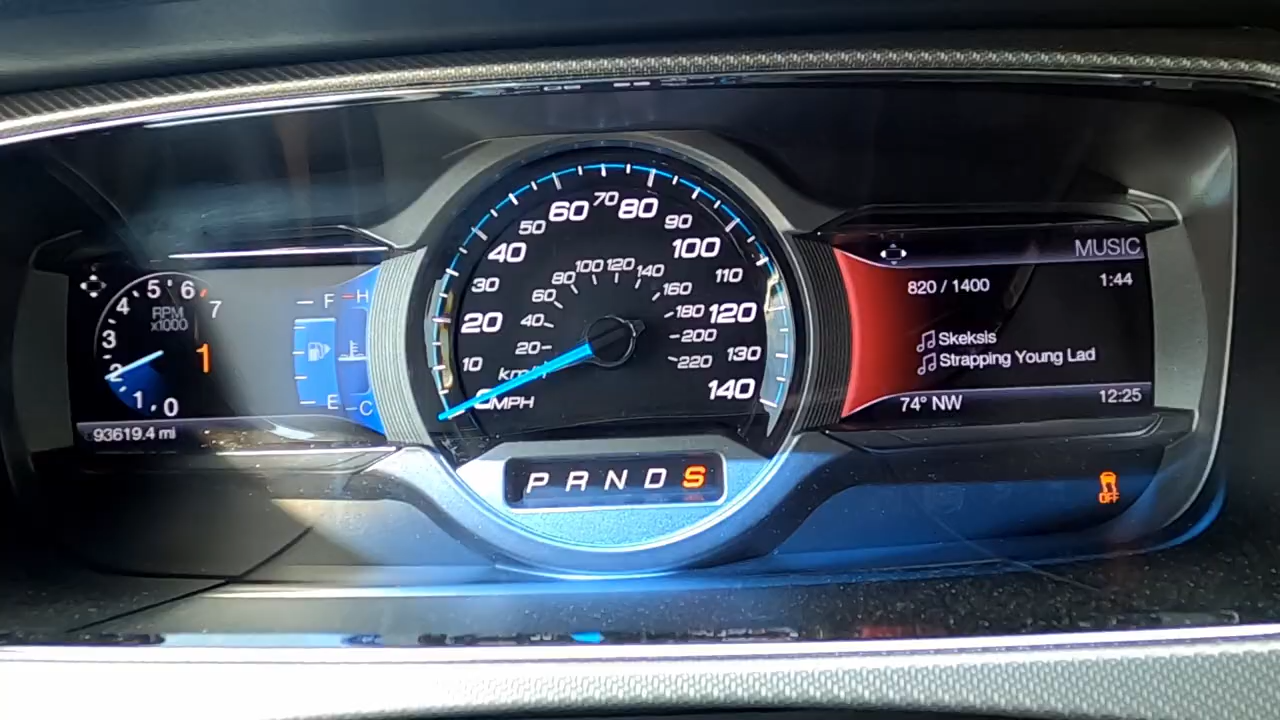 MUSIC
820 / 1400 1:44
Skeksis
Strapping Young Lad
74° NW 12:25
0 1 2 3 4 5 6 7
RPM
x1000
1
F H
E C
93619.4 mi
0 10 20 30 40 50 60 70 80 90 100 110 120 130 140
20 40 60 80 100 120 140 160 180 200 220
km/h
MPH
P R N D S
OFF